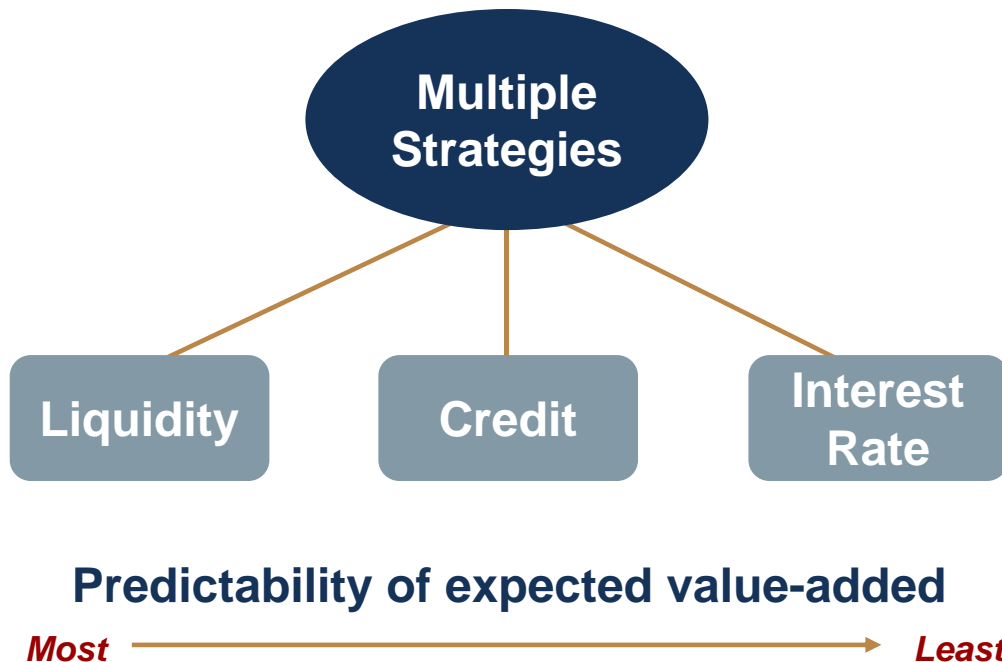 Multiple
Strategies
Liquidity
Credit
Interest
Rate
Predictability of expected value-added
Most
Least